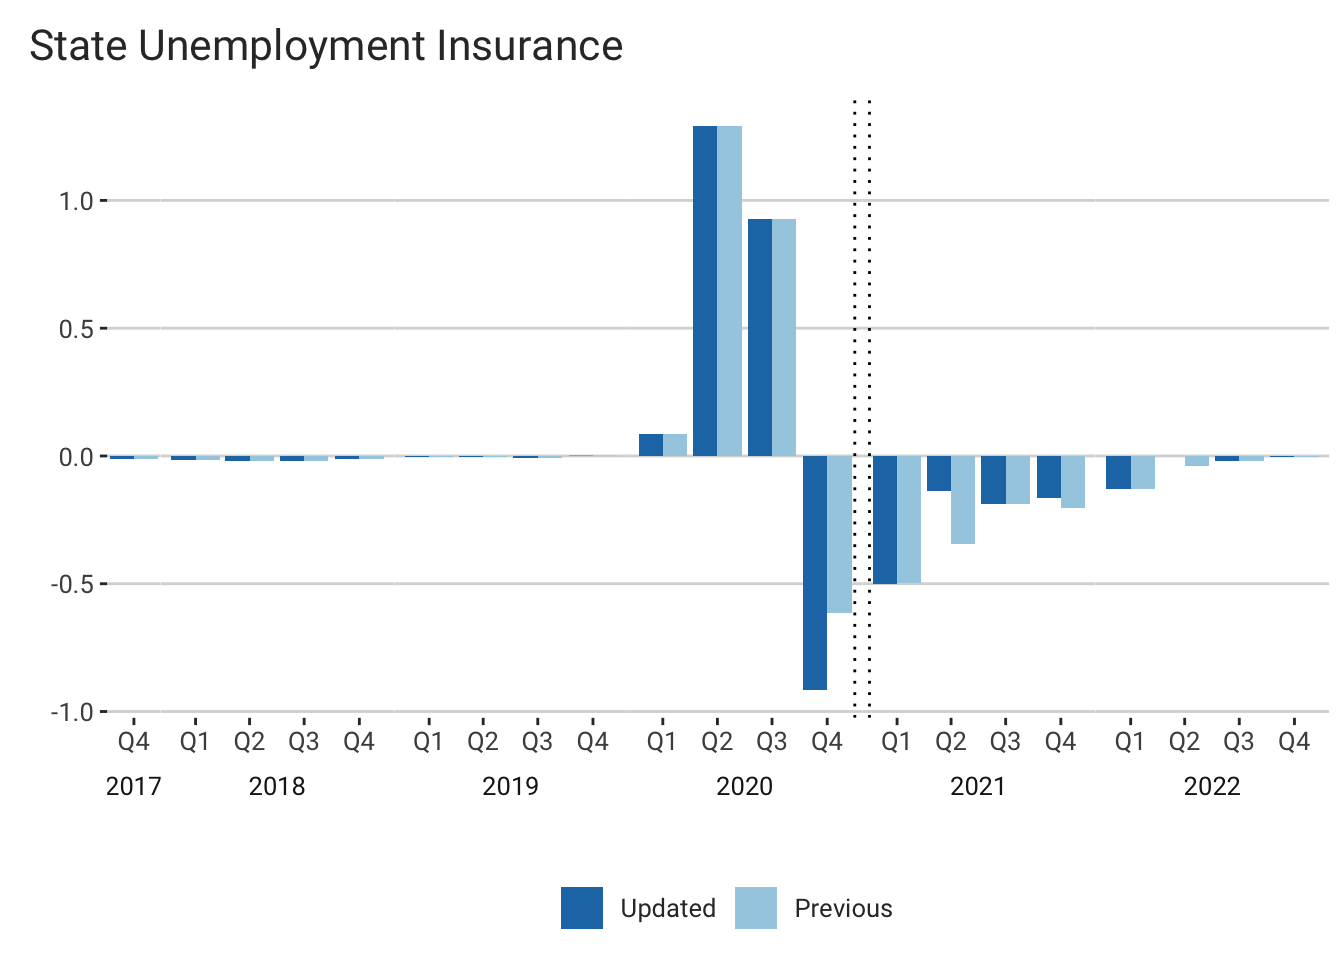 State Unemployment Insurance
1.0
0.5
0.0
-0.5
-1.0
Q4 Q1 Q2 Q3 Q4 Q1 Q2 Q3 Q4 Q1 Q2 Q3 Q4 Q1 Q2 Q3 Q4 Q1 Q2 Q3 Q4
2017 2018 2019 2020 2021 2022
Updated Previous